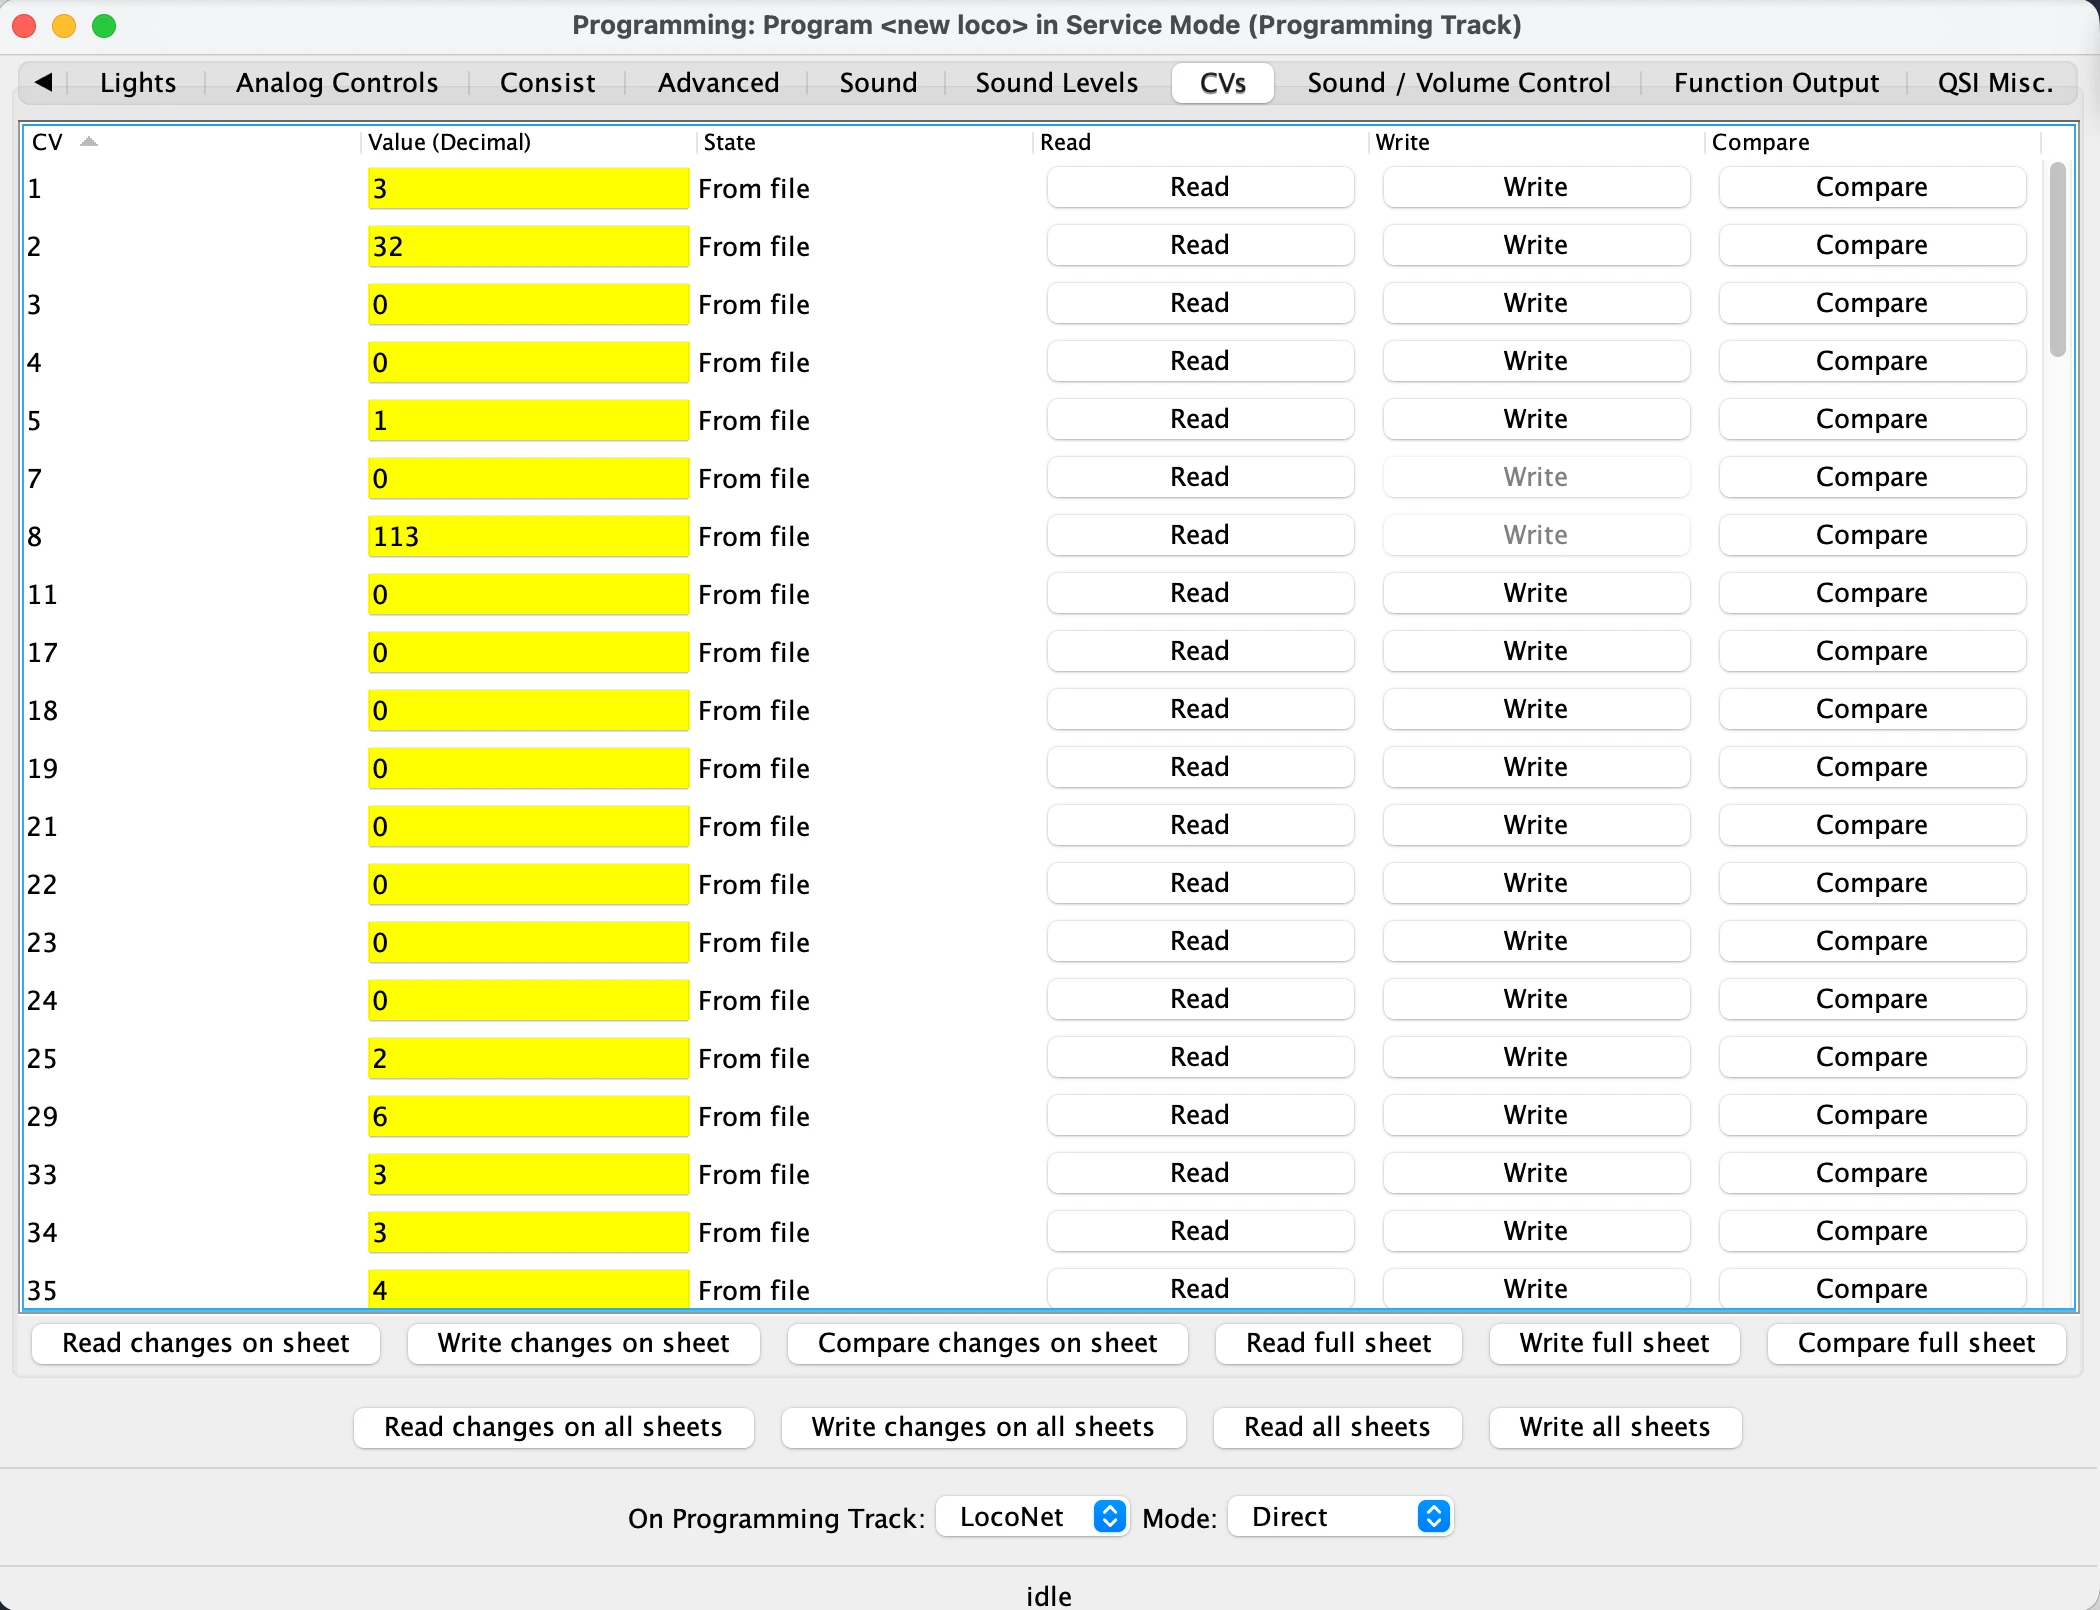 Programming: Program <new loco> in Service Mode (Programming Track)
Lights Analog Controls Consist Advanced Sound Sound Levels CVs Sound / Volume Control Function Output QSI Misc.
CV Value (Decimal) State Read Write Compare
1 3 From file Read Write Compare
2 32 From file Read Write Compare
3 0 From file Read Write Compare
4 0 From file Read Write Compare
5 1 From file Read Write Compare
7 0 From file Read Write Compare
8 113 From file Read Write Compare
11 0 From file Read Write Compare
17 0 From file Read Write Compare
18 0 From file Read Write Compare
19 0 From file Read Write Compare
21 0 From file Read Write Compare
22 0 From file Read Write Compare
23 0 From file Read Write Compare
24 0 From file Read Write Compare
25 2 From file Read Write Compare
29 6 From file Read Write Compare
33 3 From file Read Write Compare
34 3 From file Read Write Compare
35 4 From file Read Write Compare
Read changes on sheet Write changes on sheet Compare changes on sheet Read full sheet Write full sheet Compare full sheet
Read changes on all sheets Write changes on all sheets Read all sheets Write all sheets
On Programming Track: LocoNet Mode: Direct
idle